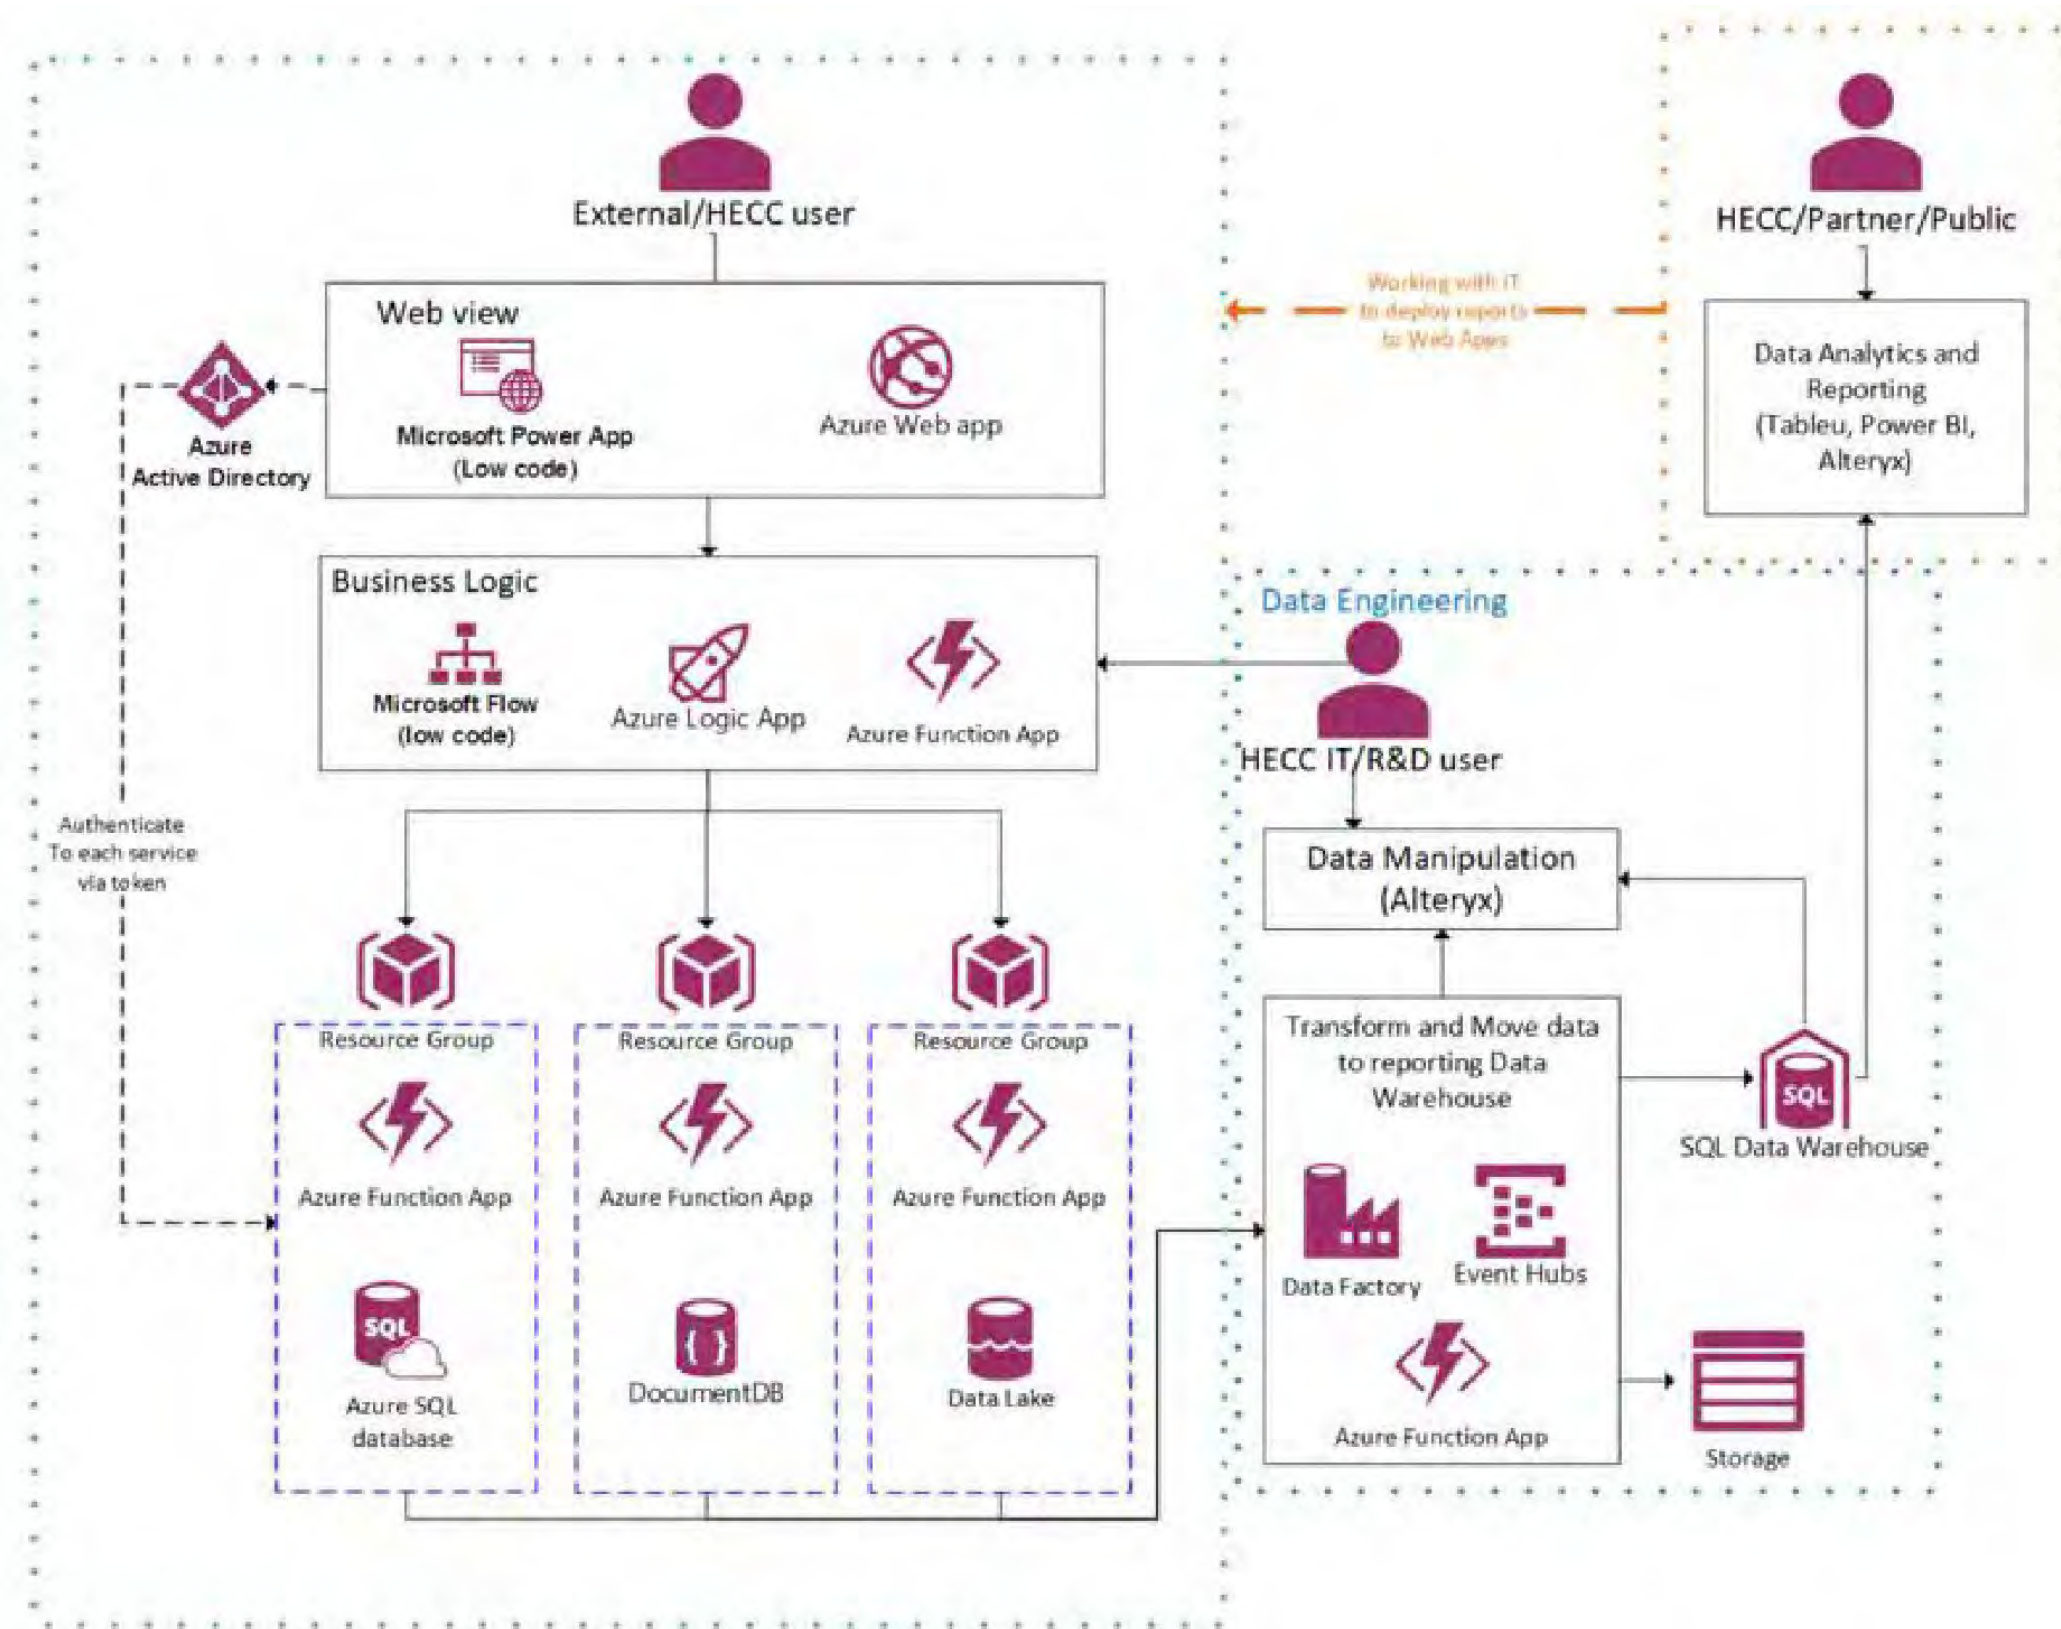 External/HECC user
Web view
Microsoft Power App
(Low code)
Azure Web app
Azure
Active Directory
Business Logic
Microsoft Flow
(low code)
Azure Logic App
Azure Function App
Authenticate
To each service
via token
Resource Group
Azure Function App
Azure SQL
database
SQL
Resource Group
Azure Function App
DocumentDB
Resource Group
Azure Function App
Data Lake
Working with IT
to deploy reports
to Web Apps
HECC/Partner/Public
Data Analytics and
Reporting
(Tableu, Power BI,
Alteryx)
Data Engineering
HECC IT/R&D user
Data Manipulation
(Alteryx)
Transform and Move data
to reporting Data
Warehouse
Data Factory
Event Hubs
Azure Function App
SQL
SQL Data Warehouse
Storage